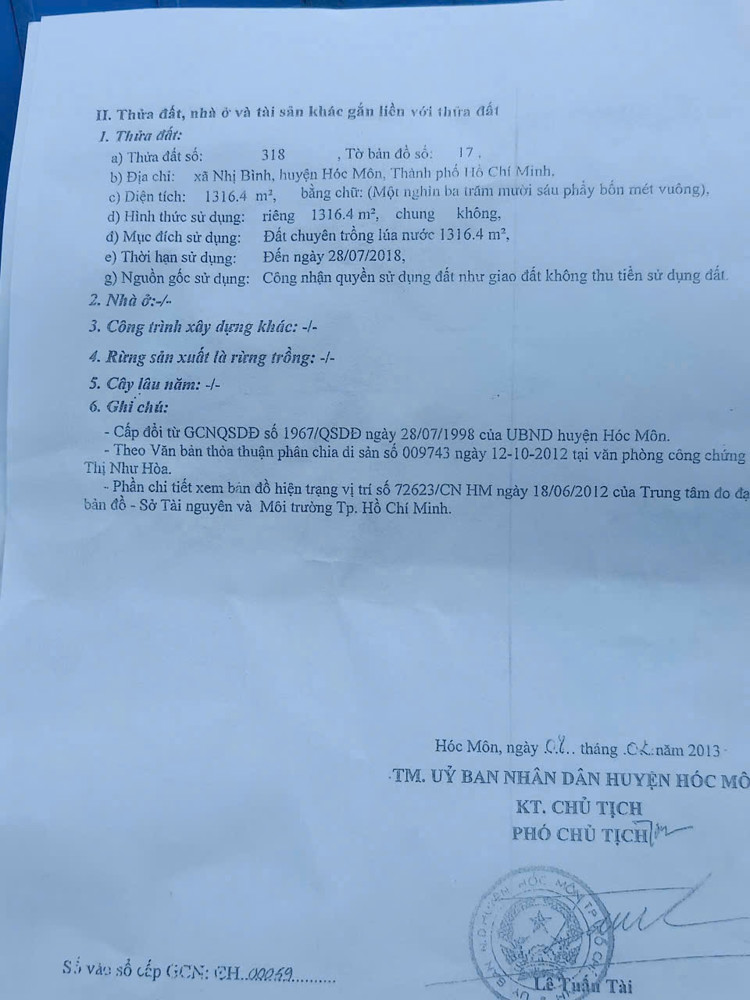 II. Thửa đất, nhà ở và tài sản khác gắn liền với thửa đất
1. Thửa đất:
a) Thửa đất số: 318 , Tờ bản đồ số: 17 ,
b) Địa chỉ: xã Nhị Bình, huyện Hóc Môn, Thành phố Hồ Chí Minh,
c) Diện tích: 1316.4 m², bằng chữ: (Một nghìn ba trăm mười sáu phẩy bốn mét vuông),
d) Hình thức sử dụng: riêng 1316.4 m², chung không,
đ) Mục đích sử dụng: Đất chuyên trồng lúa nước 1316.4 m²,
e) Thời hạn sử dụng: Đến ngày 28/07/2018,
g) Nguồn gốc sử dụng: Công nhận quyền sử dụng đất như giao đất không thu tiền sử dụng đất.
2. Nhà ở:-/-
3. Công trình xây dựng khác: -/-
4. Rừng sản xuất là rừng trồng: -/-
5. Cây lâu năm: -/-
6. Ghi chú:
- Cấp đổi từ GCNQSDĐ số 1967/QSDĐ ngày 28/07/1998 của UBND huyện Hóc Môn.
- Theo Văn bản thỏa thuận phân chia di sản số 009743 ngày 12-10-2012 tại văn phòng công chứng
Thị Như Hòa.
- Phần chi tiết xem bản đồ hiện trạng vị trí số 72623/CN HM ngày 18/06/2012 của Trung tâm đo đạ
bản đồ - Sở Tài nguyên và Môi trường Tp. Hồ Chí Minh.
Hóc Môn, ngày tháng năm 2013
TM. UỶ BAN NHÂN DÂN HUYỆN HÓC MÔ
KT. CHỦ TỊCH
PHÓ CHỦ TỊCH
Lê Tuấn Tài
Số vào sổ cấp GCN: CH..00059..........